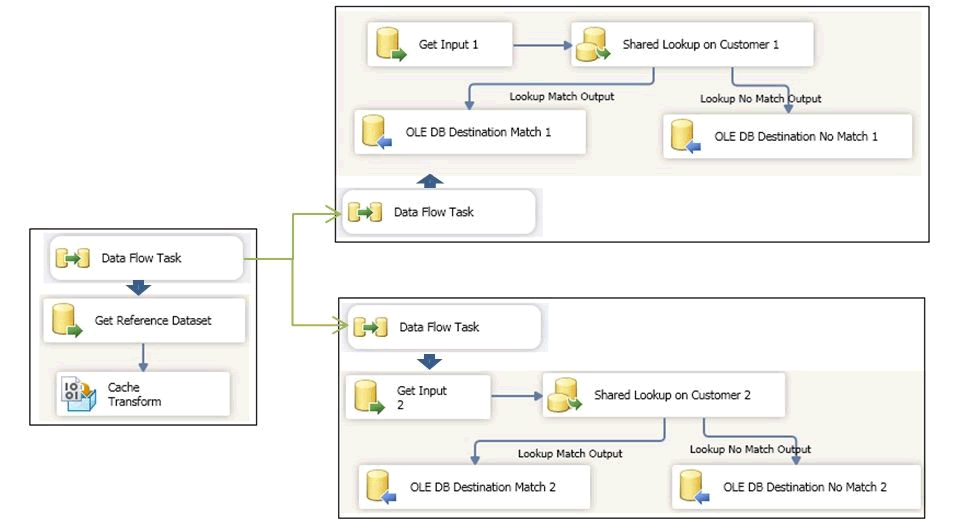 Get Input 1
Shared Lookup on Customer 1
Lookup Match Output
Lookup No Match Output
OLE DB Destination Match 1
OLE DB Destination No Match 1
Data Flow Task
Data Flow Task
Get Reference Dataset
Cache
Transform
Data Flow Task
Get Input
2
Shared Lookup on Customer 2
Lookup Match Output
Lookup No Match Output
OLE DB Destination Match 2
OLE DB Destination No Match 2